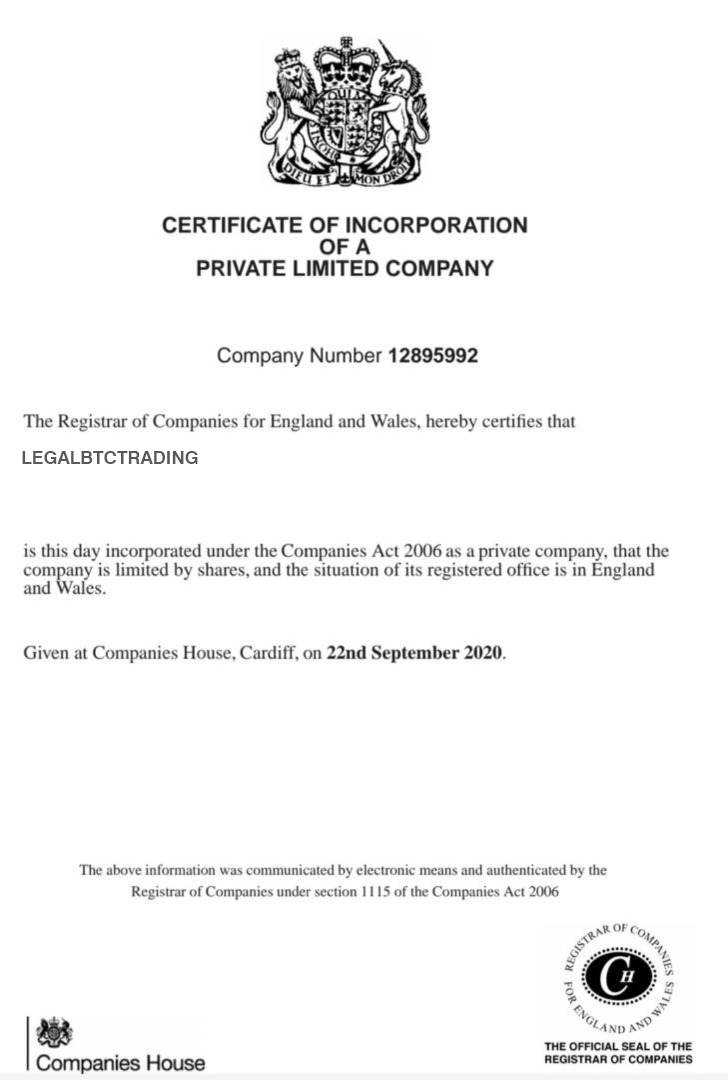 QUI
HONI
PENSE
DIEU ET MON DROIT
CERTIFICATE OF INCORPORATION
OF A
PRIVATE LIMITED COMPANY
Company Number 12895992
The Registrar of Companies for England and Wales, hereby certifies that
LEGALBTCTRADING
is this day incorporated under the Companies Act 2006 as a private company, that the
company is limited by shares, and the situation of its registered office is in England
and Wales.
Given at Companies House, Cardiff, on 22nd September 2020.
The above information was communicated by electronic means and authenticated by the
Registrar of Companies under section 1115 of the Companies Act 2006
REGISTRAR OF COMPANIES
FOR ENGLAND AND WALES
CH
THE OFFICIAL SEAL OF THE
REGISTRAR OF COMPANIES
Companies House